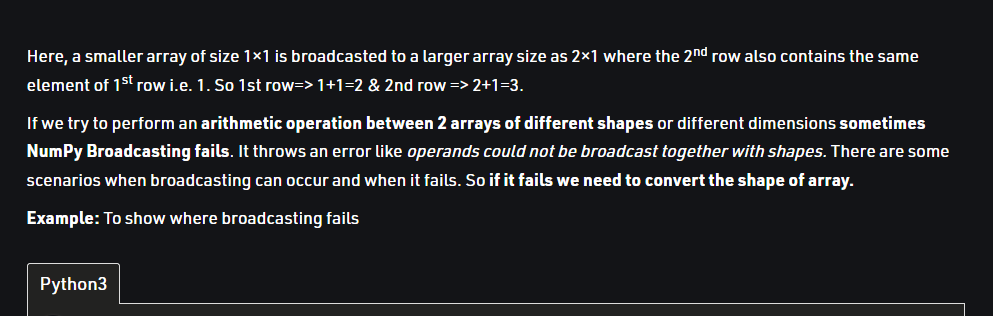 Here, a smaller array of size 1×1 is broadcasted to a larger array size as 2×1 where the 2nd row also contains the same
element of 1st row i.e. 1. So 1st row=> 1+1=2 & 2nd row => 2+1=3.
If we try to perform an arithmetic operation between 2 arrays of different shapes or different dimensions sometimes
NumPy Broadcasting fails. It throws an error like operands could not be broadcast together with shapes. There are some
scenarios when broadcasting can occur and when it fails. So if it fails we need to convert the shape of array.
Example: To show where broadcasting fails
Python3